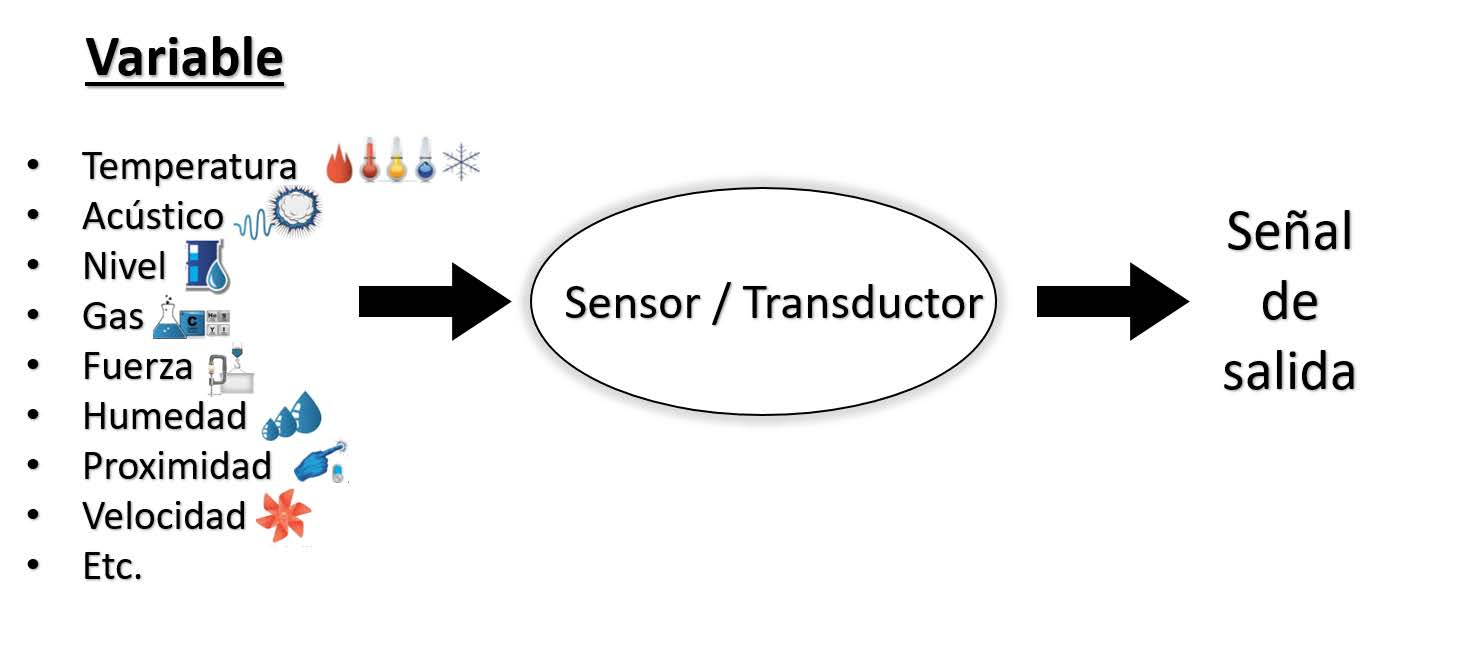 Variable
• Temperatura
• Acústico
• Nivel
• Gas
• Fuerza
• Humedad
• Proximidad
• Velocidad
• Etc.
Sensor / Transductor
Señal
de
salida